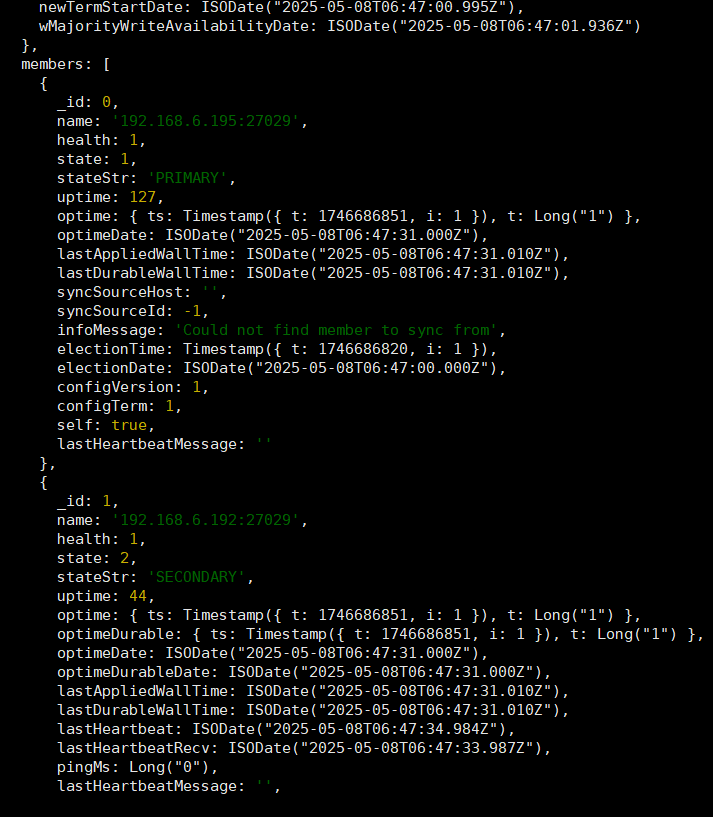 newTermStartDate: ISODate("2025-05-08T06:47:00.995Z"),
wMajorityWriteAvailabilityDate: ISODate("2025-05-08T06:47:01.936Z")
},
members: [
{
_id: 0,
name: '192.168.6.195:27029',
health: 1,
state: 1,
stateStr: 'PRIMARY',
uptime: 127,
optime: { ts: Timestamp({ t: 1746686851, i: 1 }), t: Long("1") },
optimeDate: ISODate("2025-05-08T06:47:31.000Z"),
lastAppliedWallTime: ISODate("2025-05-08T06:47:31.010Z"),
lastDurableWallTime: ISODate("2025-05-08T06:47:31.010Z"),
syncSourceHost: '',
syncSourceId: -1,
infoMessage: 'Could not find member to sync from',
electionTime: Timestamp({ t: 1746686820, i: 1 }),
electionDate: ISODate("2025-05-08T06:47:00.000Z"),
configVersion: 1,
configTerm: 1,
self: true,
lastHeartbeatMessage: ''
},
{
_id: 1,
name: '192.168.6.192:27029',
health: 1,
state: 2,
stateStr: 'SECONDARY',
uptime: 44,
optime: { ts: Timestamp({ t: 1746686851, i: 1 }), t: Long("1") },
optimeDurable: { ts: Timestamp({ t: 1746686851, i: 1 }), t: Long("1") },
optimeDate: ISODate("2025-05-08T06:47:31.000Z"),
optimeDurableDate: ISODate("2025-05-08T06:47:31.000Z"),
lastAppliedWallTime: ISODate("2025-05-08T06:47:31.010Z"),
lastDurableWallTime: ISODate("2025-05-08T06:47:31.010Z"),
lastHeartbeat: ISODate("2025-05-08T06:47:34.984Z"),
lastHeartbeatRecv: ISODate("2025-05-08T06:47:33.987Z"),
pingMs: Long("0"),
lastHeartbeatMessage: '',